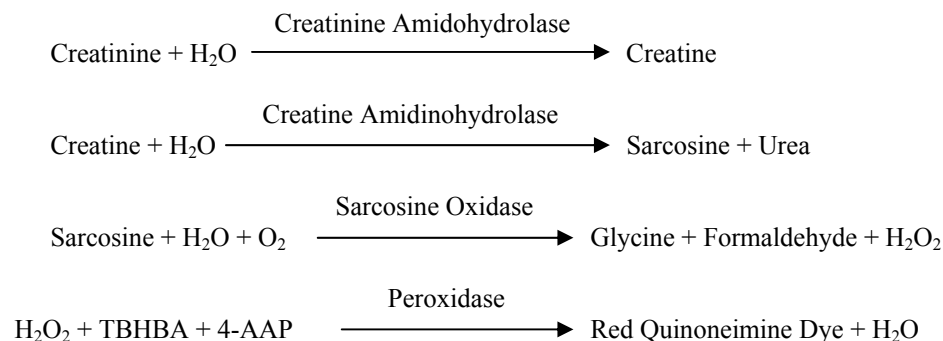 Creatinine Amidohydrolase
Creatinine + H₂O Creatine
Creatine Amidinohydrolase
Creatine + H₂O Sarcosine + Urea
Sarcosine Oxidase
Sarcosine + H₂O + O₂ Glycine + Formaldehyde + H₂O₂
Peroxidase
H₂O₂ + TBHBA + 4-AAP Red Quinoneimine Dye + H₂O